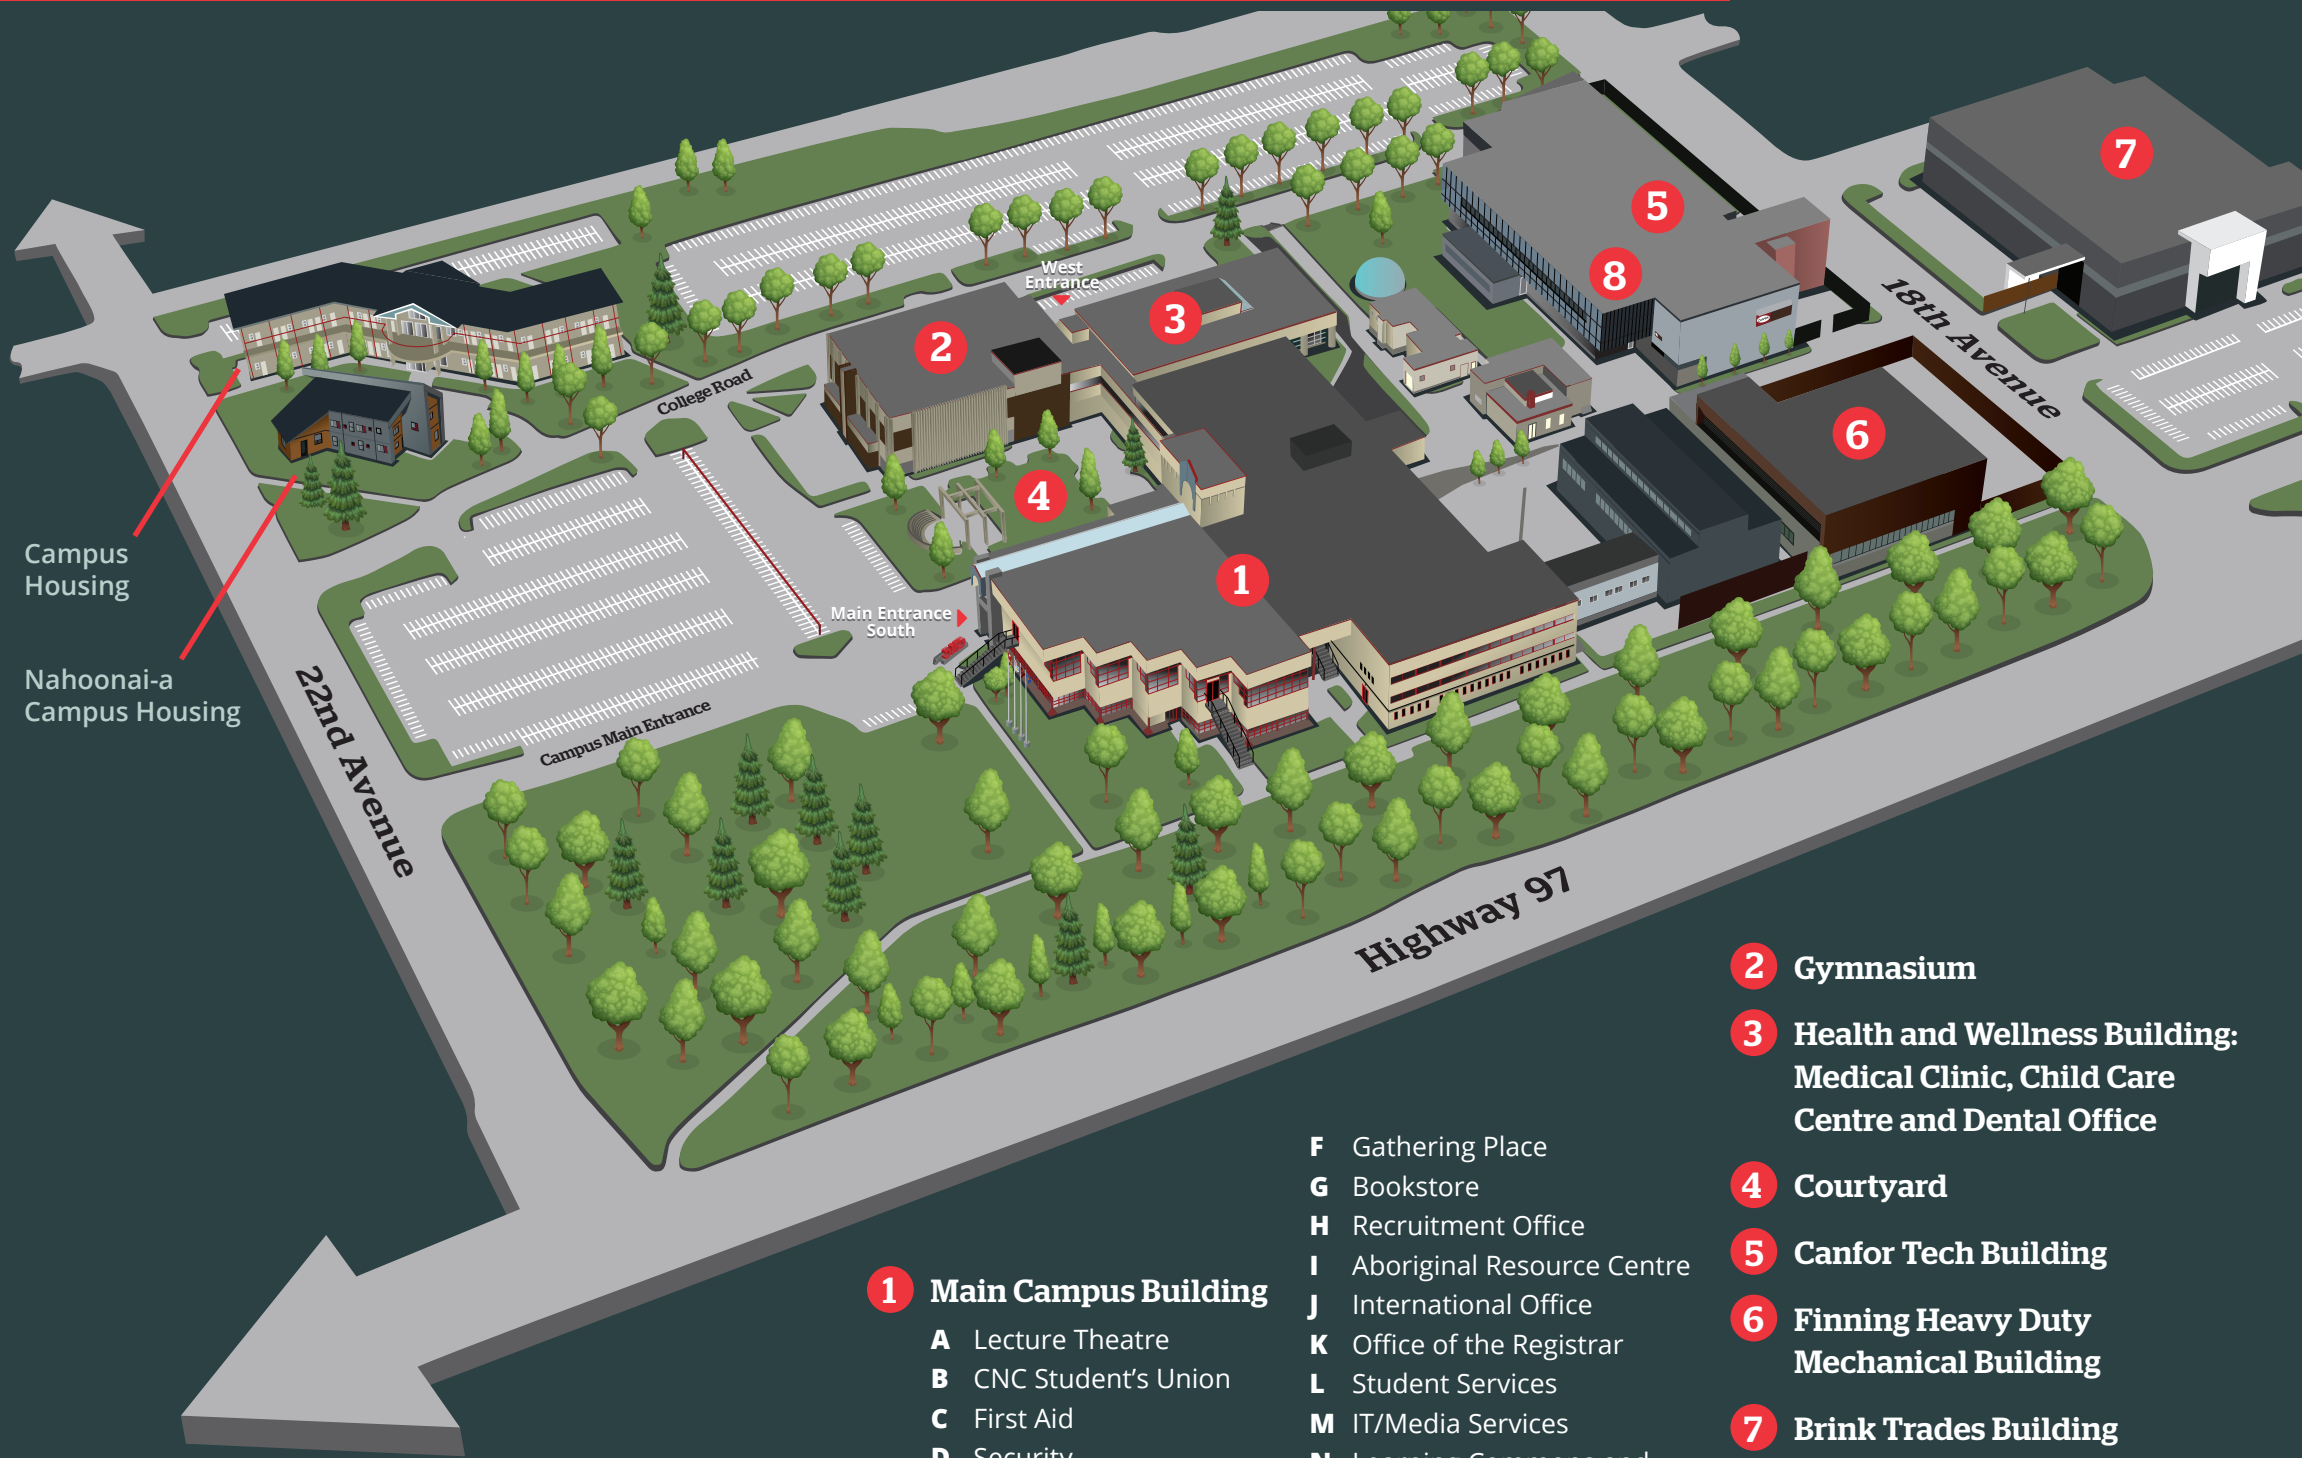 7
5
18th Avenue
8
West
Entrance
3
2
College Road
6
4
Campus
Housing
1
Main Entrance
South
Nahoonai-a
Campus Housing
22nd Avenue
Campus Main Entrance
Highway 97
1 Main Campus Building
A Lecture Theatre
B CNC Student’s Union
C First Aid
D Security
F Gathering Place
G Bookstore
H Recruitment Office
I Aboriginal Resource Centre
J International Office
K Office of the Registrar
L Student Services
M IT/Media Services
N Learning Commons and
2 Gymnasium
3 Health and Wellness Building:
Medical Clinic, Child Care
Centre and Dental Office
4 Courtyard
5 Canfor Tech Building
6 Finning Heavy Duty
Mechanical Building
7 Brink Trades Building